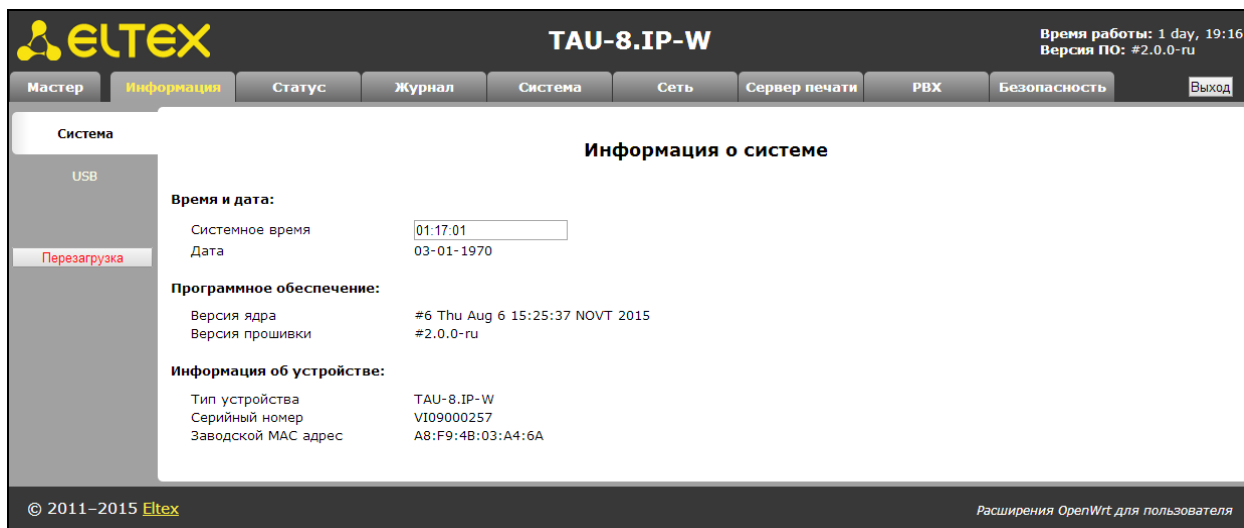 ELTEX
TAU-8.IP-W
Время работы: 1 day, 19:16
Версия ПО: #2.0.0-ru
Мастер Информация Статус Журнал Система Сеть Сервер печати PBX Безопасность Выход
Система
USB
Перезагрузка
Информация о системе
Время и дата:
Системное время 01:17:01
Дата 03-01-1970
Программное обеспечение:
Версия ядра #6 Thu Aug 6 15:25:37 NOVT 2015
Версия прошивки #2.0.0-ru
Информация об устройстве:
Тип устройства TAU-8.IP-W
Серийный номер VI09000257
Заводской MAC адрес A8:F9:4B:03:A4:6A
© 2011–2015 Eltex
Расширения OpenWrt для пользователя